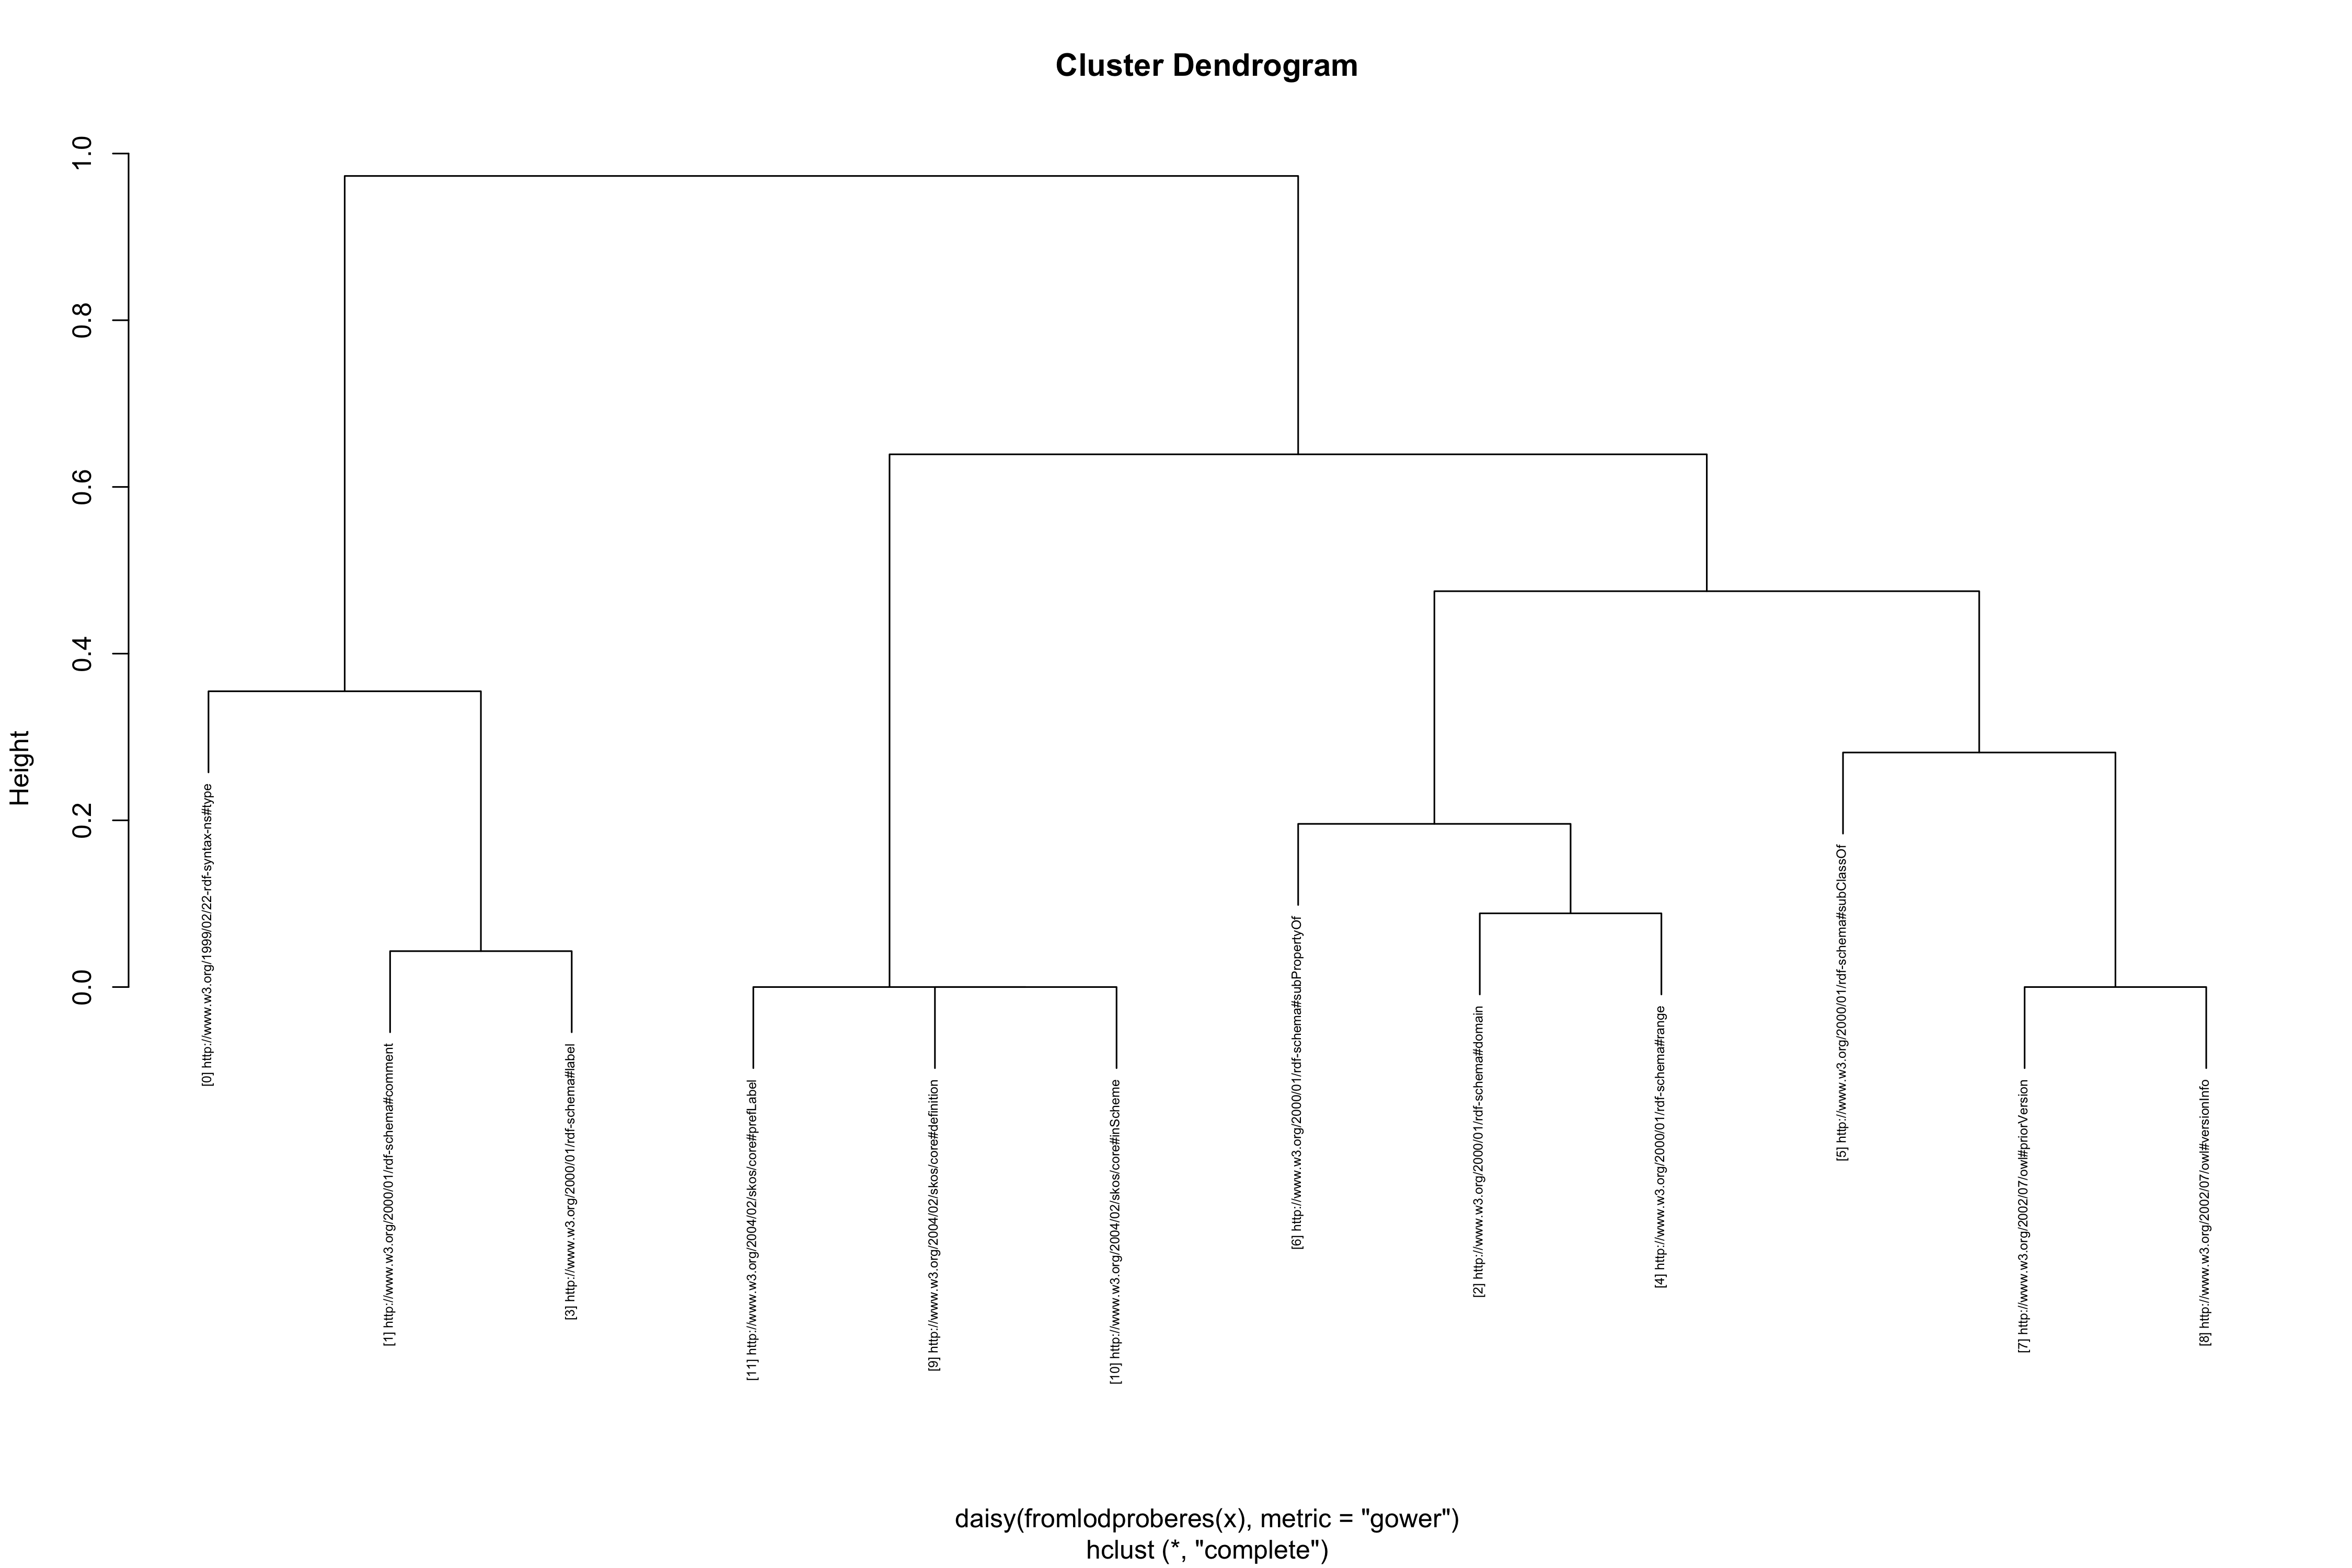 Cluster Dendrogram
Height
1.0
0.8
0.6
0.4
0.2
0.0
[0] http://www.w3.org/1999/02/22-rdf-syntax-ns#type
[1] http://www.w3.org/2000/01/rdf-schema#comment
[3] http://www.w3.org/2000/01/rdf-schema#label
[11] http://www.w3.org/2004/02/skos/core#prefLabel
[9] http://www.w3.org/2004/02/skos/core#definition
[10] http://www.w3.org/2004/02/skos/core#inScheme
[6] http://www.w3.org/2000/01/rdf-schema#subPropertyOf
[2] http://www.w3.org/2000/01/rdf-schema#domain
[4] http://www.w3.org/2000/01/rdf-schema#range
[5] http://www.w3.org/2000/01/rdf-schema#subClassOf
[7] http://www.w3.org/2002/07/owl#priorVersion
[8] http://www.w3.org/2002/07/owl#versionInfo
daisy(fromlodproberes(x), metric = "gower")
hclust (*, "complete")